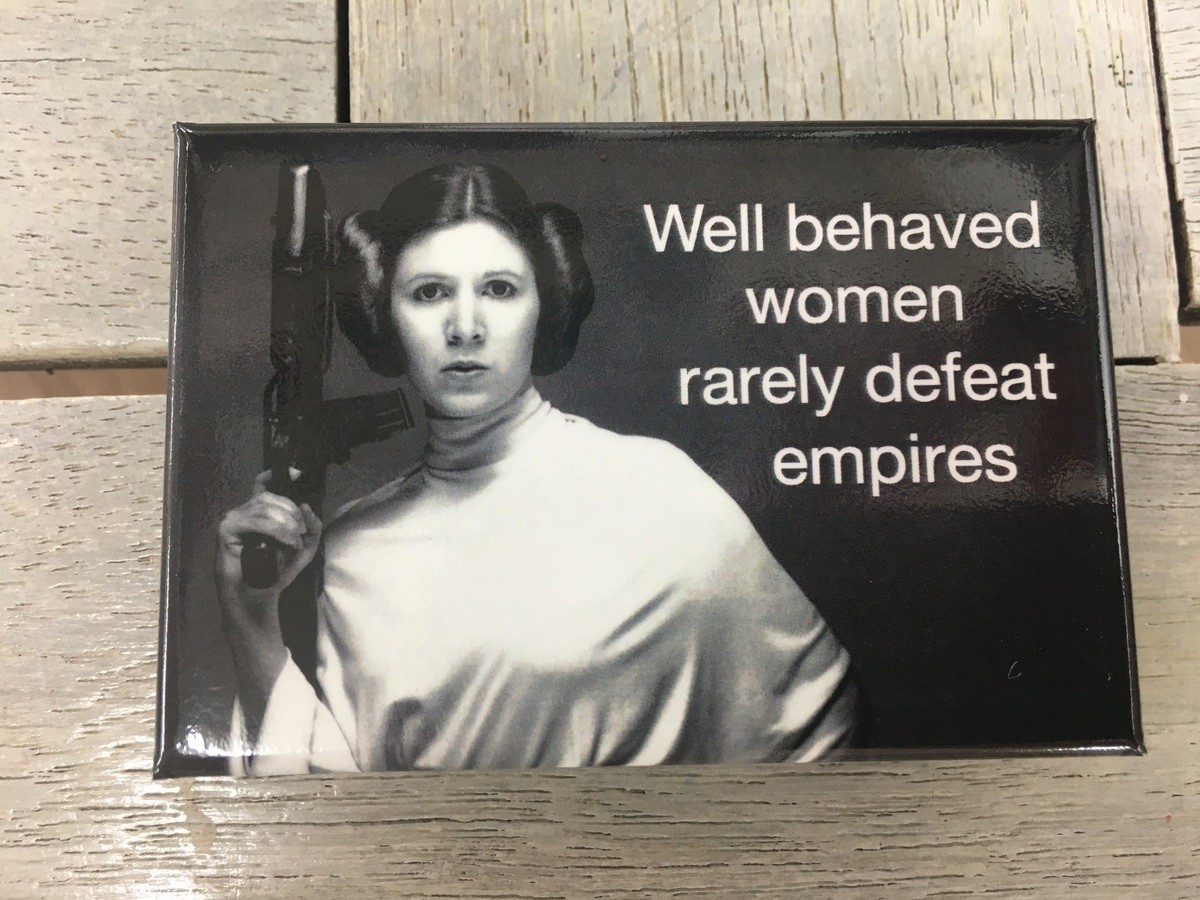 Well behaved
women
rarely defeat
empires